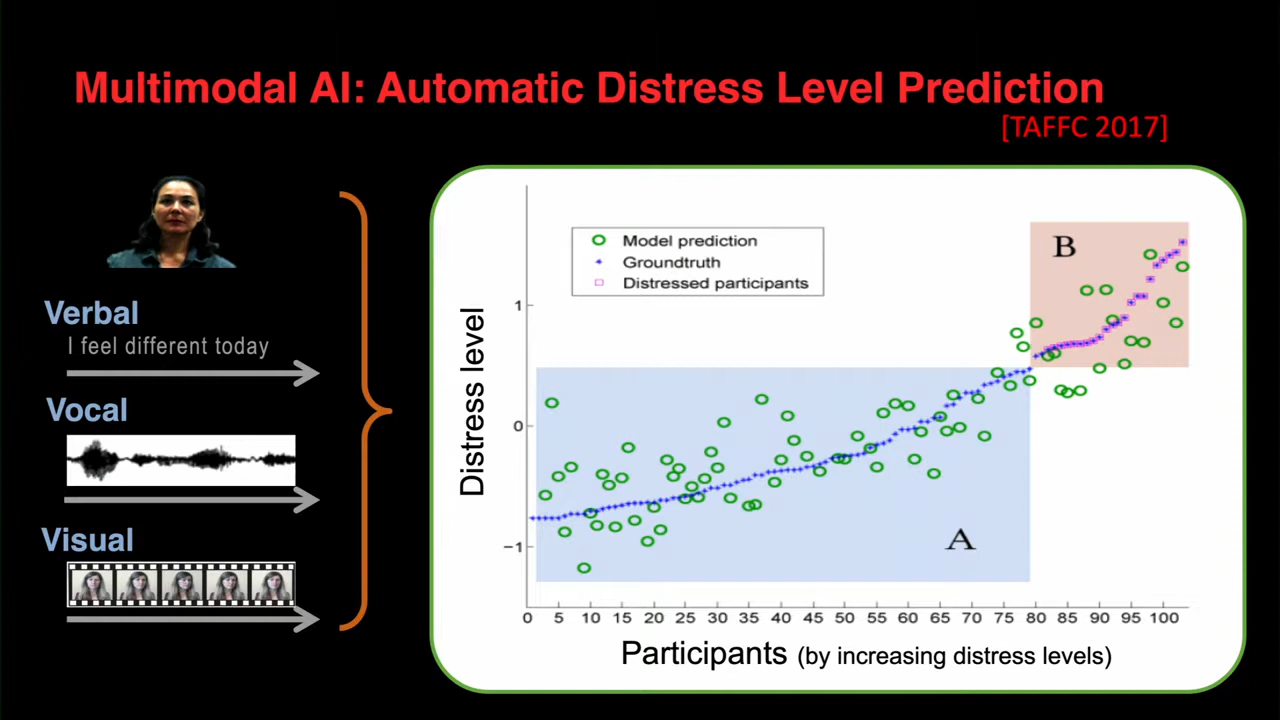 Multimodal AI: Automatic Distress Level Prediction
[TAFFC 2017]
Verbal
I feel different today
Vocal
Visual
Model prediction
Groundtruth
Distressed participants
B
A
Distress level
1
0
−1
0 5 10 15 20 25 30 35 40 45 50 55 60 65 70 75 80 85 90 95 100
Participants (by increasing distress levels)